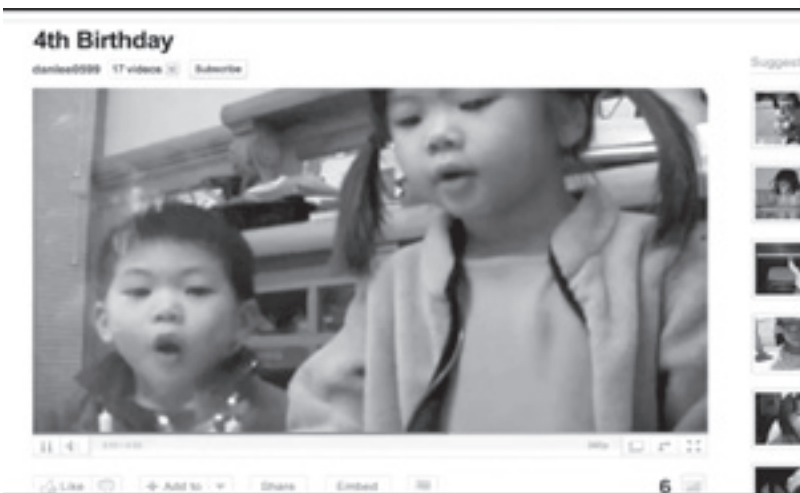 4th Birthday
danlee0599 17 videos Subscribe
Suggest
Like Add to Share Embed 6